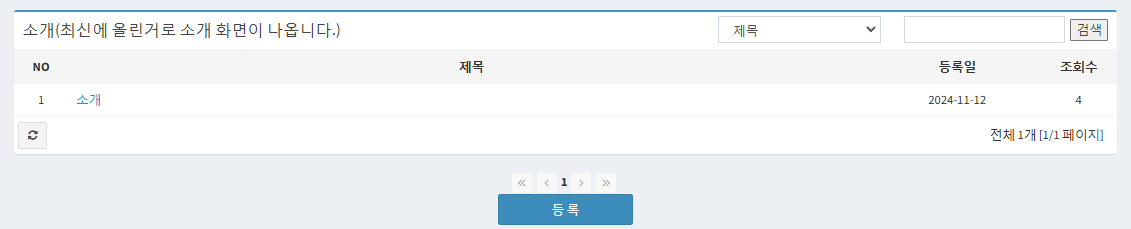 소개(최신에 올린거로 소개 화면이 나옵니다.) 제목 검색
NO 제목 등록일 조회수
1 소개 2024-11-12 4
전체 1개 [1/1 페이지]
« ‹ 1 › »
등록